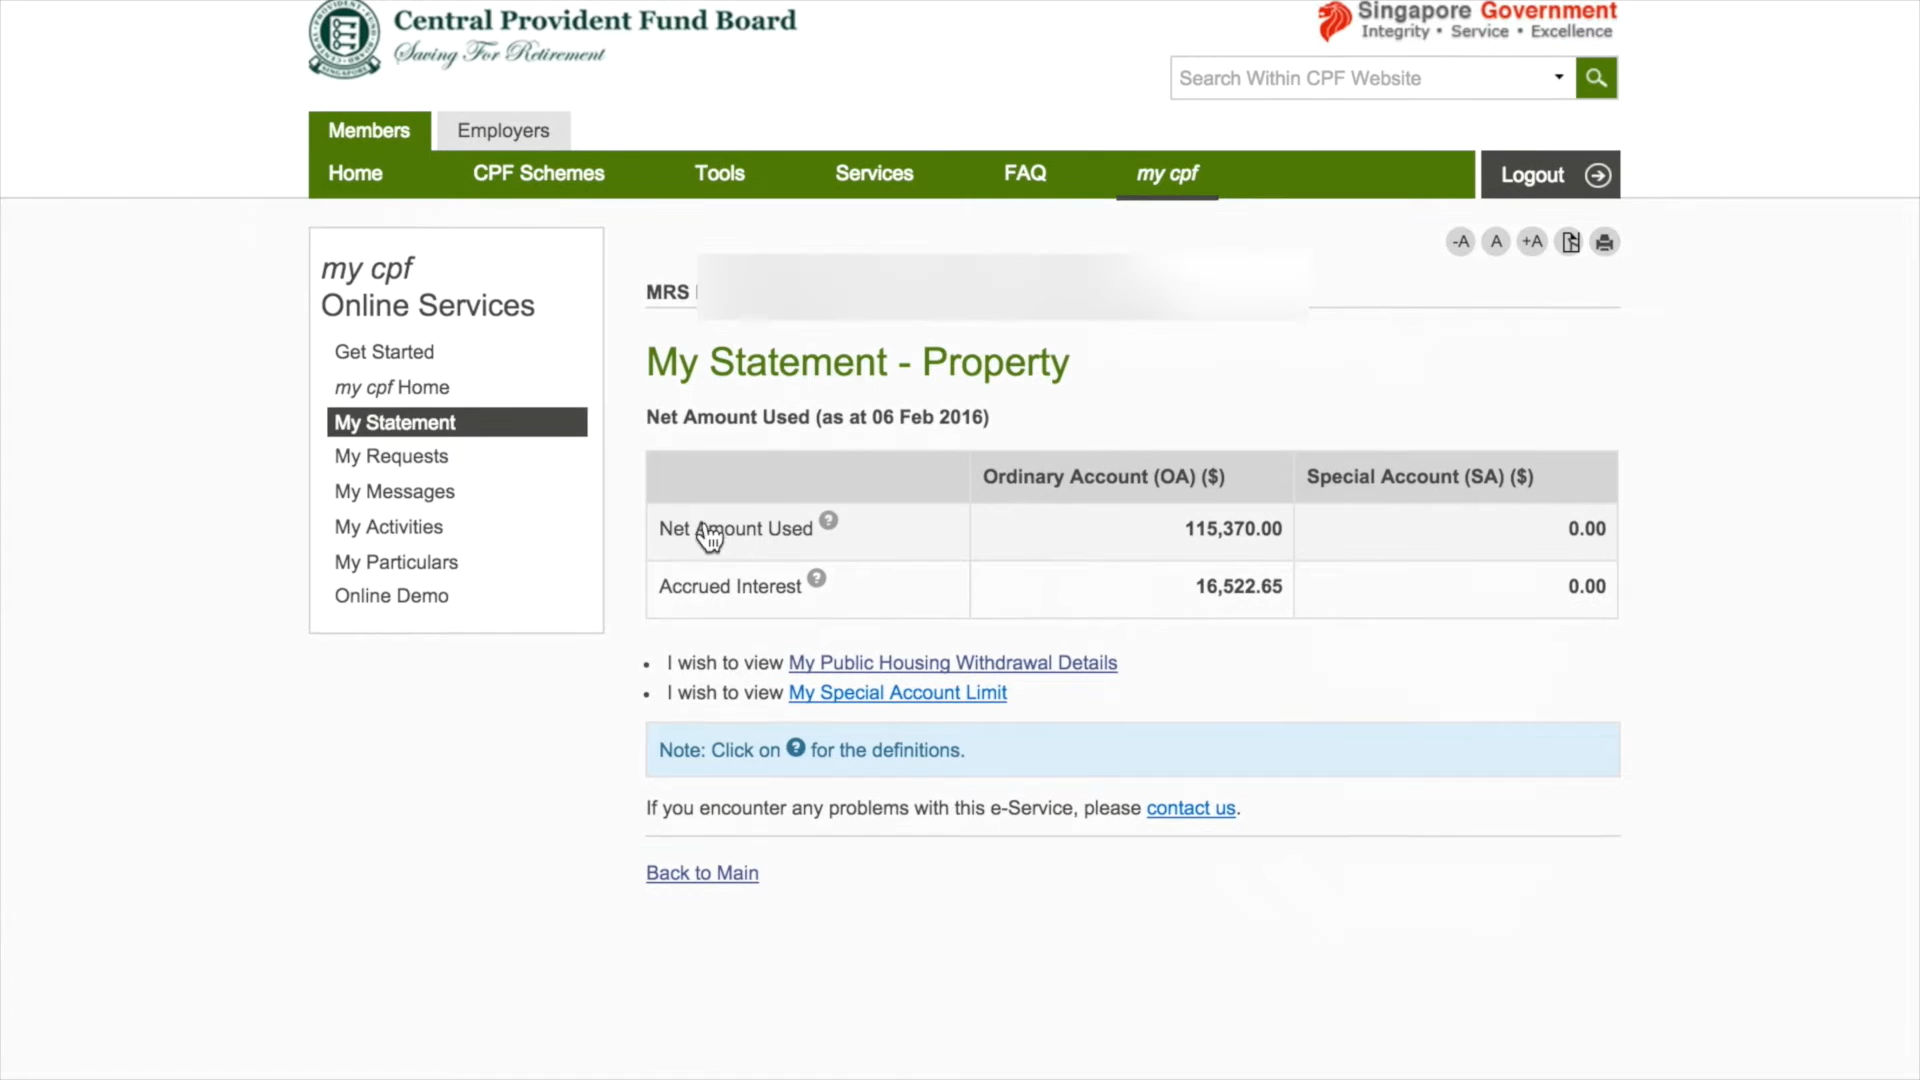 Central Provident Fund Board
Saving For Retirement
Singapore Government
Integrity • Service • Excellence
Search Within CPF Website
Members
Employers
Home
CPF Schemes
Tools
Services
FAQ
my cpf
Logout
-A
A
+A
my cpf
Online Services
Get Started
my cpf Home
My Statement
My Requests
My Messages
My Activities
My Particulars
Online Demo
MRS
My Statement - Property
Net Amount Used (as at 06 Feb 2016)
Ordinary Account (OA) ($)
Special Account (SA) ($)
Net Amount Used ?
115,370.00
0.00
Accrued Interest ?
16,522.65
0.00
• I wish to view My Public Housing Withdrawal Details
• I wish to view My Special Account Limit
Note: Click on ? for the definitions.
If you encounter any problems with this e-Service, please contact us.
Back to Main